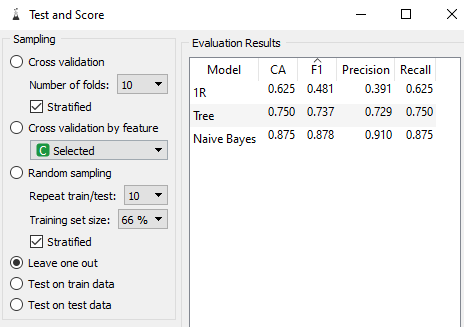 Test and Score
Sampling
Cross validation
Number of folds: 10
Stratified
Cross validation by feature
C Selected
Random sampling
Repeat train/test: 10
Training set size: 66 %
Stratified
Leave one out
Test on train data
Test on test data
Evaluation Results
Model CA F1 Precision Recall
1R 0.625 0.481 0.391 0.625
Tree 0.750 0.737 0.729 0.750
Naive Bayes 0.875 0.878 0.910 0.875